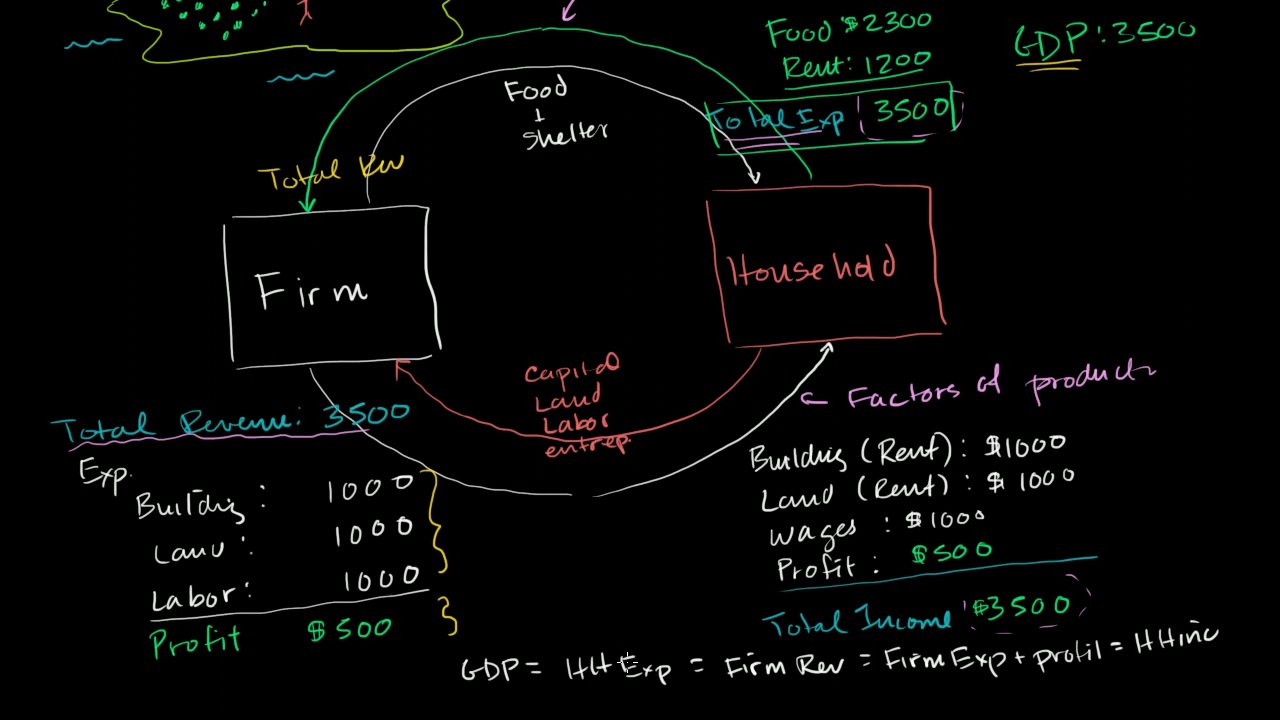 Food $2300
Rent: 1200
Total Exp 3500
GDP: 3500
Food
+
shelter
Total Rev
Firm
Household
Capital
Land
Labor
entrep.
Factors of product
Total Revenue: 3500
Exp.
Building: 1000
Land: 1000
Labor: 1000
Profit $500
Building (Rent): $1000
Land (Rent): $1000
Wages: $1000
Profit: $500
Total Income $3500
GDP = HH Exp = Firm Rev = Firm Exp + profit = HH inc